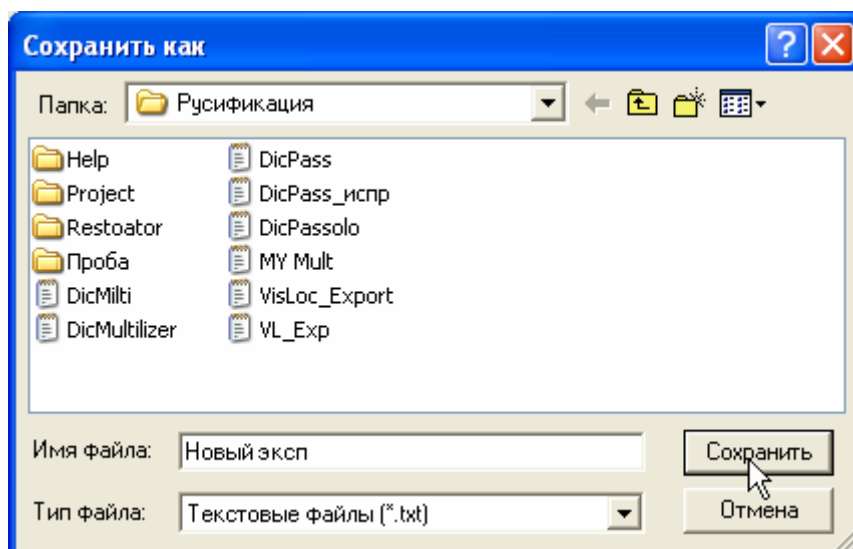 Сохранить как
Папка: Русификация
Help DicPass
Project DicPass_испр
Restoator DicPassolo
Проба MY Mult
DicMilti VisLoc_Export
DicMultilizer VL_Exp
Имя файла: Новый эксп Сохранить
Тип файла: Текстовые файлы (*.txt) Отмена